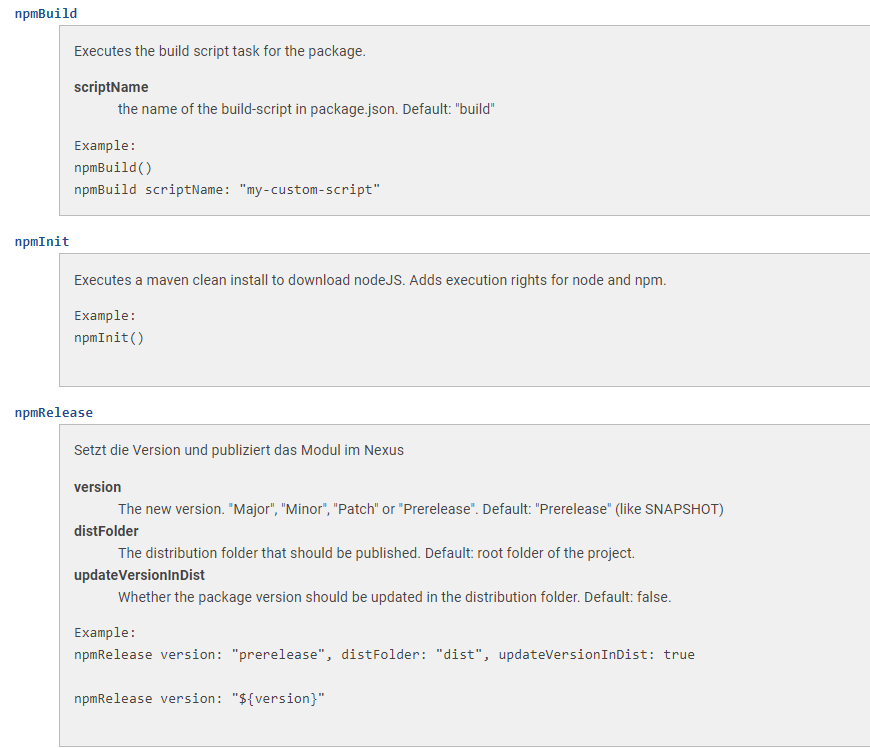 npmBuild
Executes the build script task for the package.
scriptName
the name of the build-script in package.json. Default: "build"
Example:
npmBuild()
npmBuild scriptName: "my-custom-script"
npmInit
Executes a maven clean install to download nodeJS. Adds execution rights for node and npm.
Example:
npmInit()
npmRelease
Setzt die Version und publiziert das Modul im Nexus
version
The new version. "Major", "Minor", "Patch" or "Prerelease". Default: "Prerelease" (like SNAPSHOT)
distFolder
The distribution folder that should be published. Default: root folder of the project.
updateVersionInDist
Whether the package version should be updated in the distribution folder. Default: false.
Example:
npmRelease version: "prerelease", distFolder: "dist", updateVersionInDist: true
npmRelease version: "${version}"